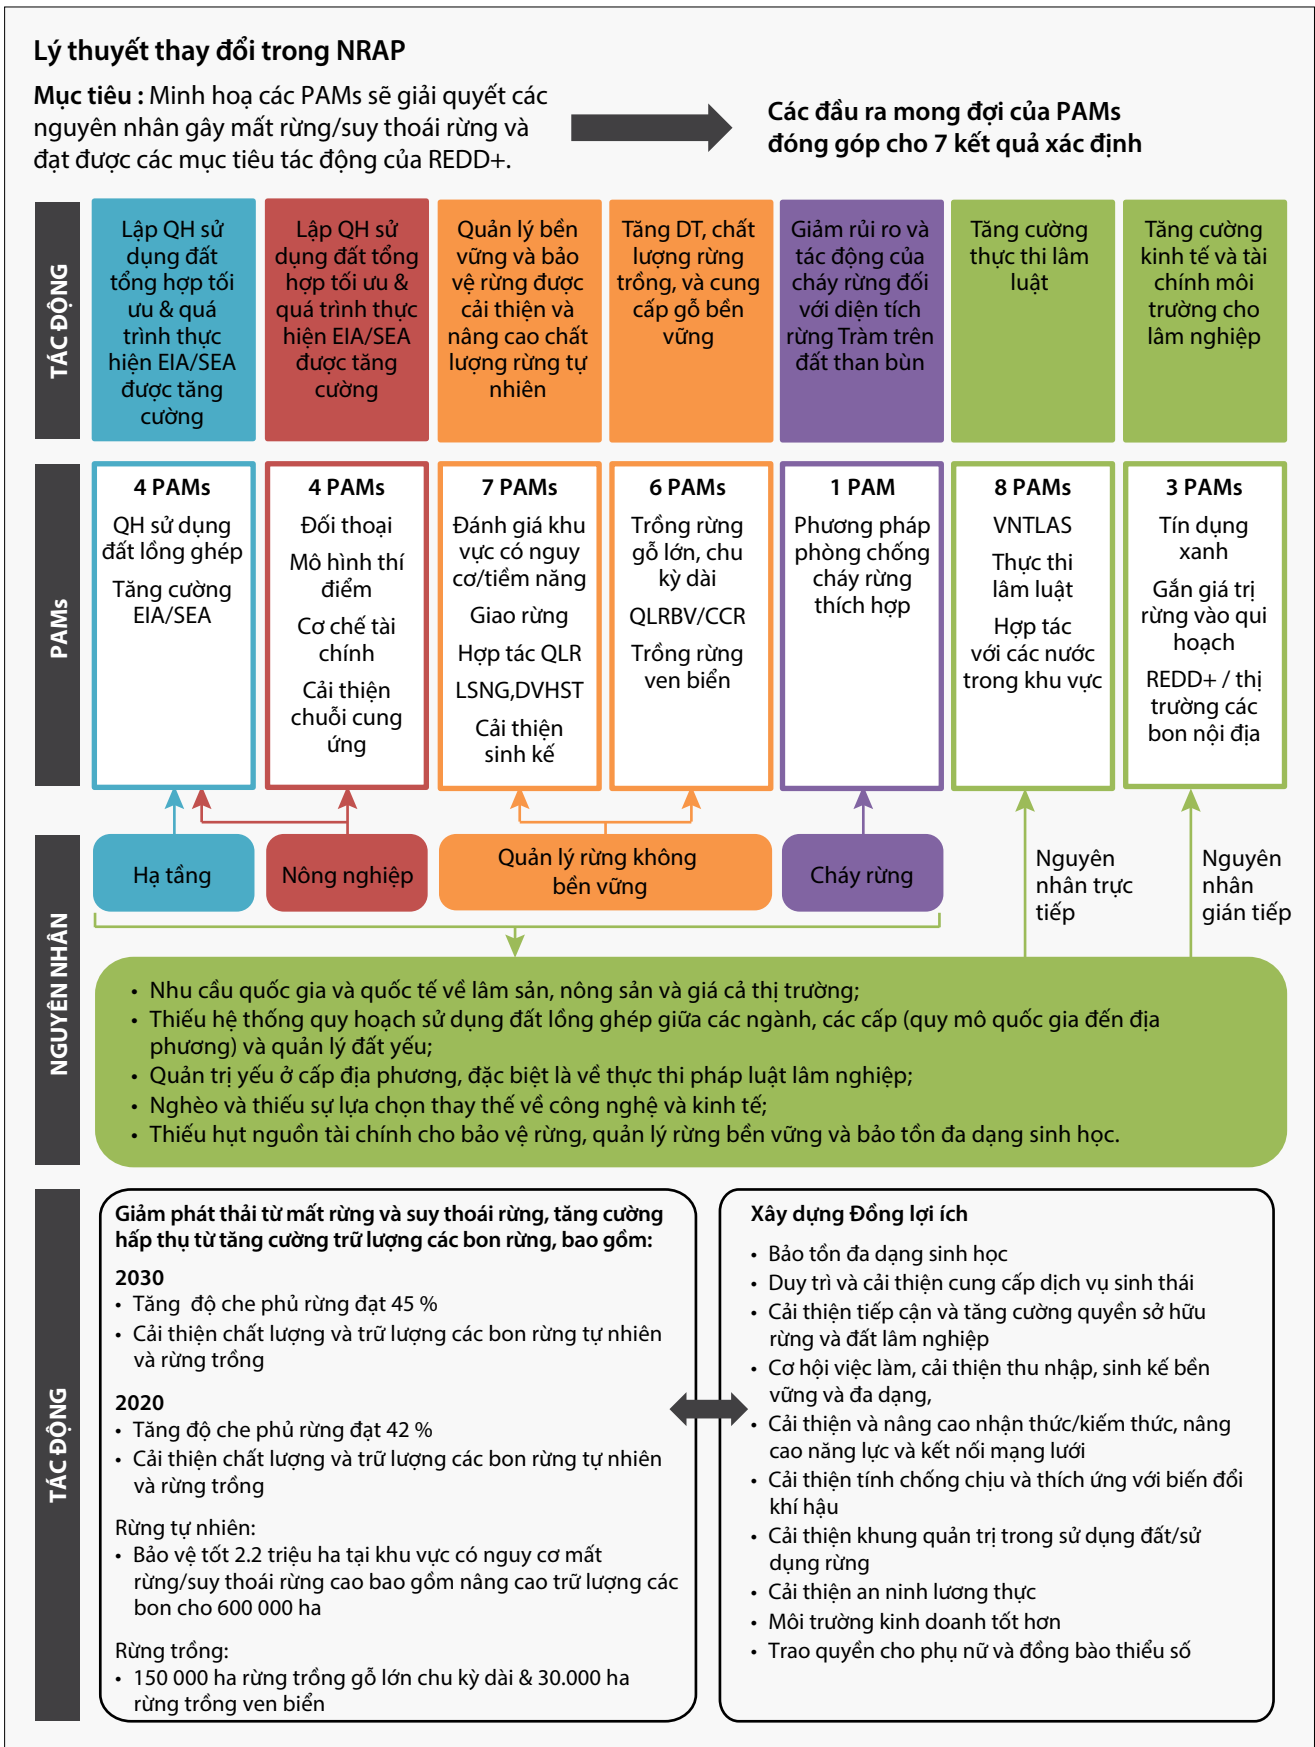 Lý thuyết thay đổi trong NRAP
Mục tiêu : Minh hoạ các PAMs sẽ giải quyết các
nguyên nhân gây mất rừng/suy thoái rừng và
đạt được các mục tiêu tác động của REDD+.
Các đầu ra mong đợi của PAMs
đóng góp cho 7 kết quả xác định
TÁC ĐỘNG
Lập QH sử
dụng đất
tổng hợp tối
ưu & quá
trình thực
hiện EIA/SEA
được tăng
cường
Lập QH sử
dụng đất tổng
hợp tối ưu &
quá trình thực
hiện EIA/SEA
được tăng
cường
Quản lý bền
vững và bảo
vệ rừng được
cải thiện và
nâng cao chất
lượng rừng tự
nhiên
Tăng DT, chất
lượng rừng
trồng, và cung
cấp gỗ bền
vững
Giảm rủi ro và
tác động của
cháy rừng đối
với diện tích
rừng Tràm trên
đất than bùn
Tăng cường
thực thi lâm
luật
Tăng cường
kinh tế và tài
chính môi
trường cho
lâm nghiệp
PAMs
4 PAMs
QH sử dụng
đất lồng ghép
Tăng cường
EIA/SEA
4 PAMs
Đối thoại
Mô hình thí
điểm
Cơ chế tài
chính
Cải thiện
chuỗi cung
ứng
7 PAMs
Đánh giá khu
vực có nguy
cơ/tiềm năng
Giao rừng
Hợp tác QLR
LSNG,DVHST
Cải thiện
sinh kế
6 PAMs
Trồng rừng
gỗ lớn, chu
kỳ dài
QLRBV/CCR
Trồng rừng
ven biển
1 PAM
Phương pháp
phòng chống
cháy rừng
thích hợp
8 PAMs
VNTLAS
Thực thi
lâm luật
Hợp tác
với các nước
trong khu vực
3 PAMs
Tín dụng
xanh
Gắn giá trị
rừng vào qui
hoạch
REDD+ / thị
trường các
bon nội địa
NGUYÊN NHÂN
Hạ tầng
Nông nghiệp
Quản lý rừng không
bền vững
Cháy rừng
Nguyên
nhân trực
tiếp
Nguyên
nhân
gián tiếp
• Nhu cầu quốc gia và quốc tế về lâm sản, nông sản và giá cả thị trường;
• Thiếu hệ thống quy hoạch sử dụng đất lồng ghép giữa các ngành, các cấp (quy mô quốc gia đến địa
phương) và quản lý đất yếu;
• Quản trị yếu ở cấp địa phương, đặc biệt là về thực thi pháp luật lâm nghiệp;
• Nghèo và thiếu sự lựa chọn thay thế về công nghệ và kinh tế;
• Thiếu hụt nguồn tài chính cho bảo vệ rừng, quản lý rừng bền vững và bảo tồn đa dạng sinh học.
TÁC ĐỘNG
Giảm phát thải từ mất rừng và suy thoái rừng, tăng cường
hấp thụ từ tăng cường trữ lượng các bon rừng, bao gồm:
2030
• Tăng độ che phủ rừng đạt 45 %
• Cải thiện chất lượng và trữ lượng các bon rừng tự nhiên
và rừng trồng
2020
• Tăng độ che phủ rừng đạt 42 %
• Cải thiện chất lượng và trữ lượng các bon rừng tự nhiên
và rừng trồng
Rừng tự nhiên:
• Bảo vệ tốt 2.2 triệu ha tại khu vực có nguy cơ mất
rừng/suy thoái rừng cao bao gồm nâng cao trữ lượng các
bon cho 600 000 ha
Rừng trồng:
• 150 000 ha rừng trồng gỗ lớn chu kỳ dài & 30.000 ha
rừng trồng ven biển
Xây dựng Đồng lợi ích
• Bảo tồn đa dạng sinh học
• Duy trì và cải thiện cung cấp dịch vụ sinh thái
• Cải thiện tiếp cận và tăng cường quyền sở hữu
rừng và đất lâm nghiệp
• Cơ hội việc làm, cải thiện thu nhập, sinh kế bền
vững và đa dạng,
• Cải thiện và nâng cao nhận thức/kiếm thức, nâng
cao năng lực và kết nối mạng lưới
• Cải thiện tính chống chịu và thích ứng với biến đổi
khí hậu
• Cải thiện khung quản trị trong sử dụng đất/sử
dụng rừng
• Cải thiện an ninh lương thực
• Môi trường kinh doanh tốt hơn
• Trao quyền cho phụ nữ và đồng bào thiểu số